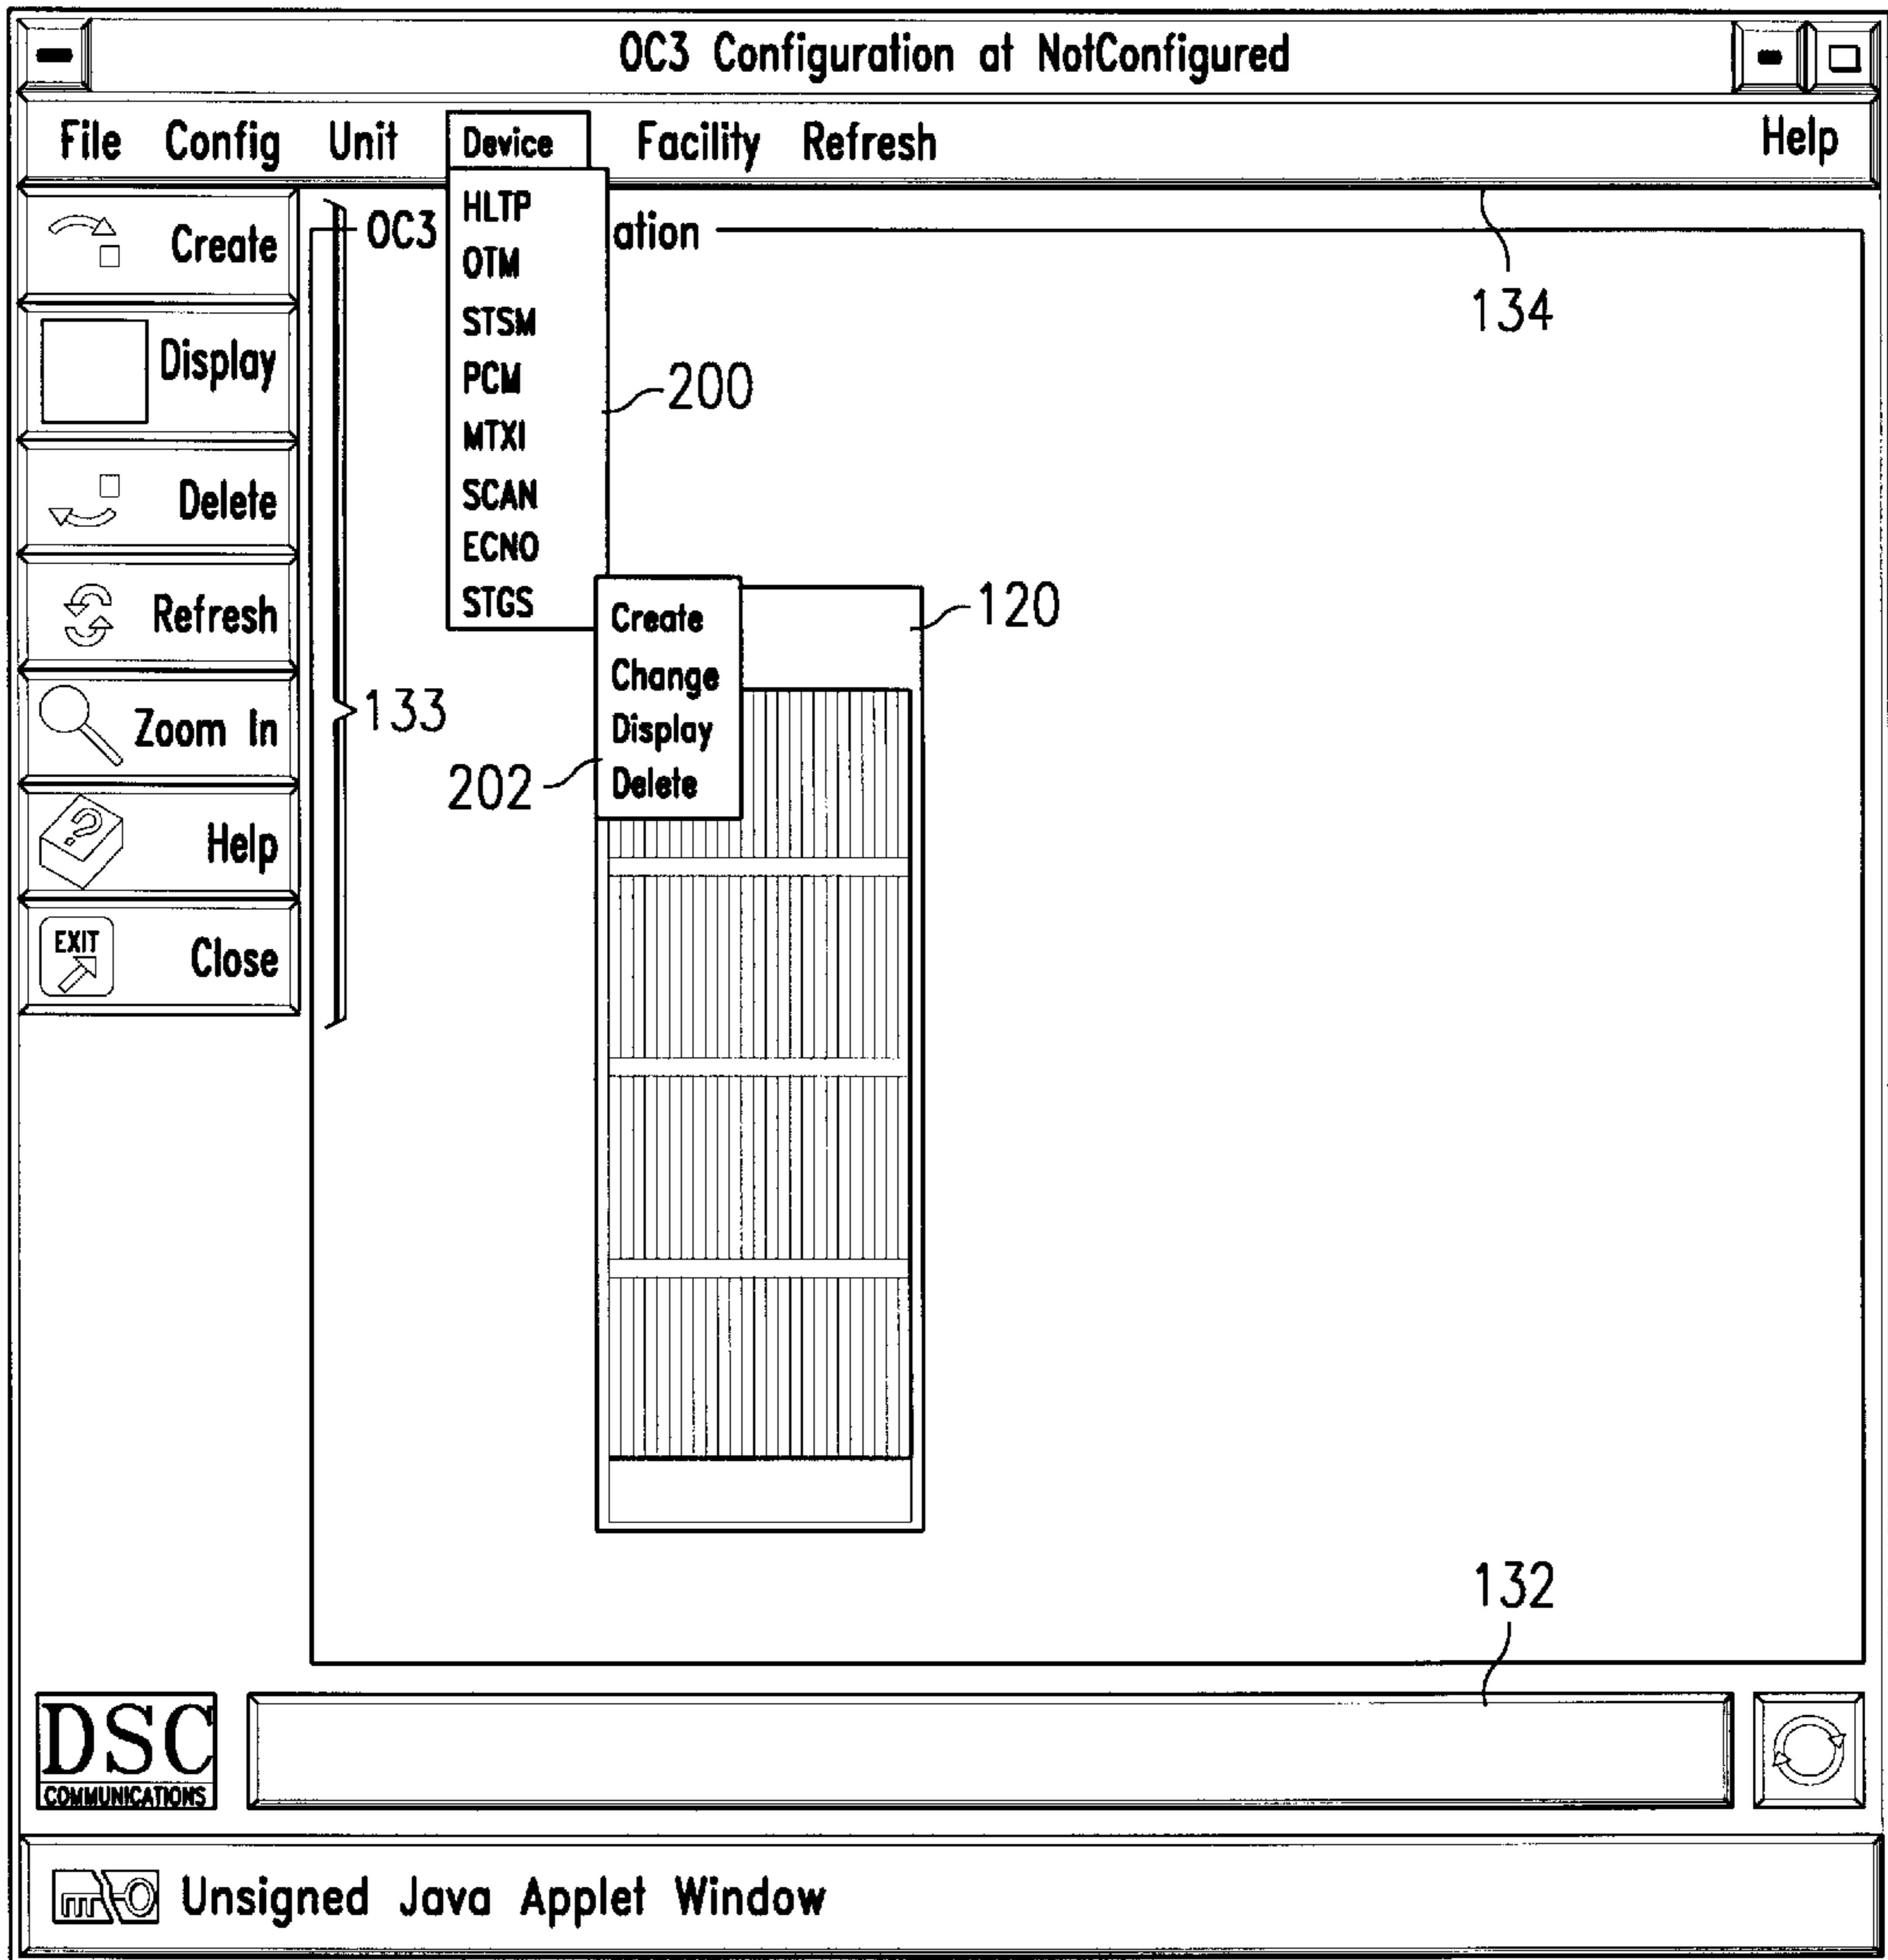 OC3 Configuration at NotConfigured
File Config Unit Device Facility Refresh Help
Create
Display
Delete
Refresh
Zoom In
?
Help
EXIT
Close
OC3 ation
HLTP
OTM
STSM
PCM
MTXI
SCAN
ECNO
STGS
Create
Change
Display
Delete
134
200
120
133
202
132
DSC
COMMUNICATIONS
Unsigned Java Applet Window